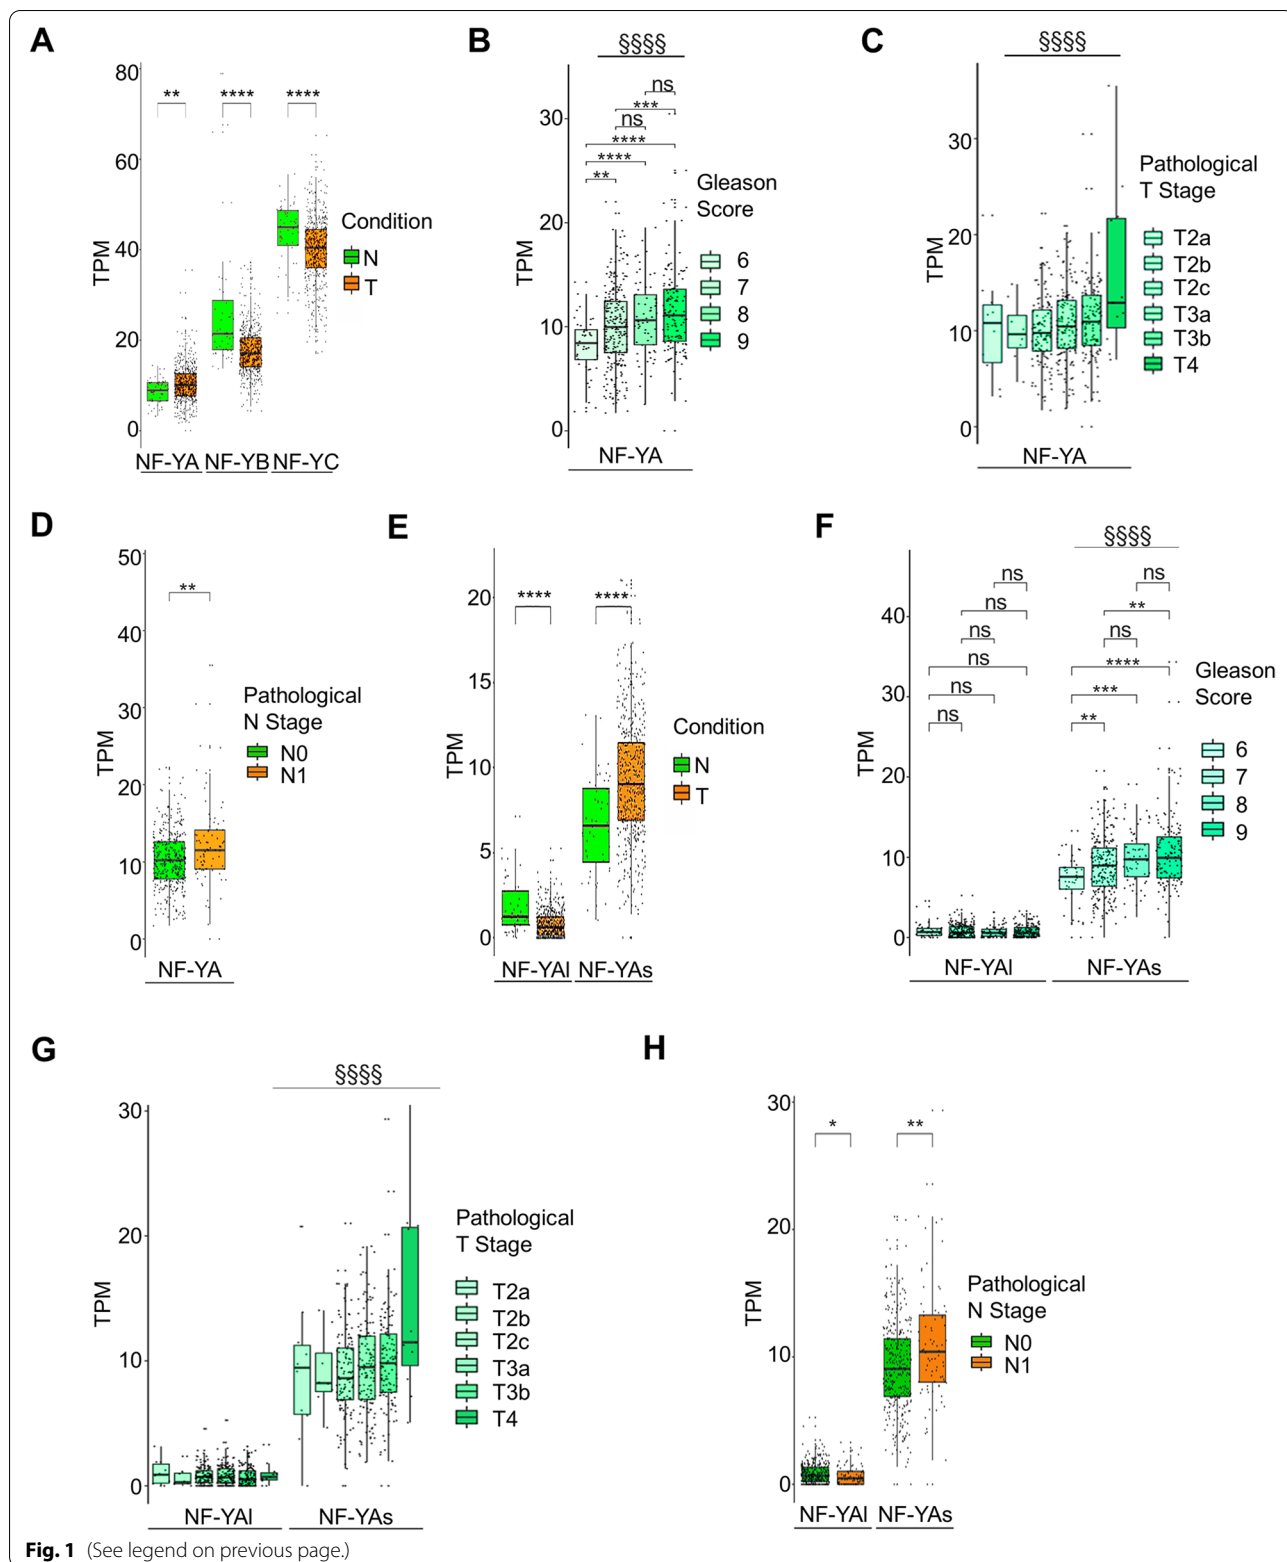 A
80
60
40
20
0
TPM
**
****
****
NF-YA NF-YB NF-YC
Condition
N
T
B
§§§§
ns
***
ns
****
****
**
30
20
10
0
TPM
NF-YA
Gleason
Score
6
7
8
9
C
§§§§
30
20
10
0
TPM
NF-YA
Pathological
T Stage
T2a
T2b
T2c
T3a
T3b
T4
D
50
40
30
20
10
0
TPM
**
NF-YA
Pathological
N Stage
N0
N1
E
20
15
10
5
0
TPM
****
****
NF-YAl NF-YAs
Condition
N
T
F
§§§§
ns
ns
ns
ns
ns
ns
ns
**
ns
****
***
**
40
30
20
10
0
TPM
NF-YAl
NF-YAs
Gleason
Score
6
7
8
9
G
§§§§
30
20
10
0
TPM
NF-YAl
NF-YAs
Pathological
T Stage
T2a
T2b
T2c
T3a
T3b
T4
H
30
20
10
0
TPM
*
**
NF-YAl NF-YAs
Pathological
N Stage
N0
N1
Fig. 1 (See legend on previous page.)